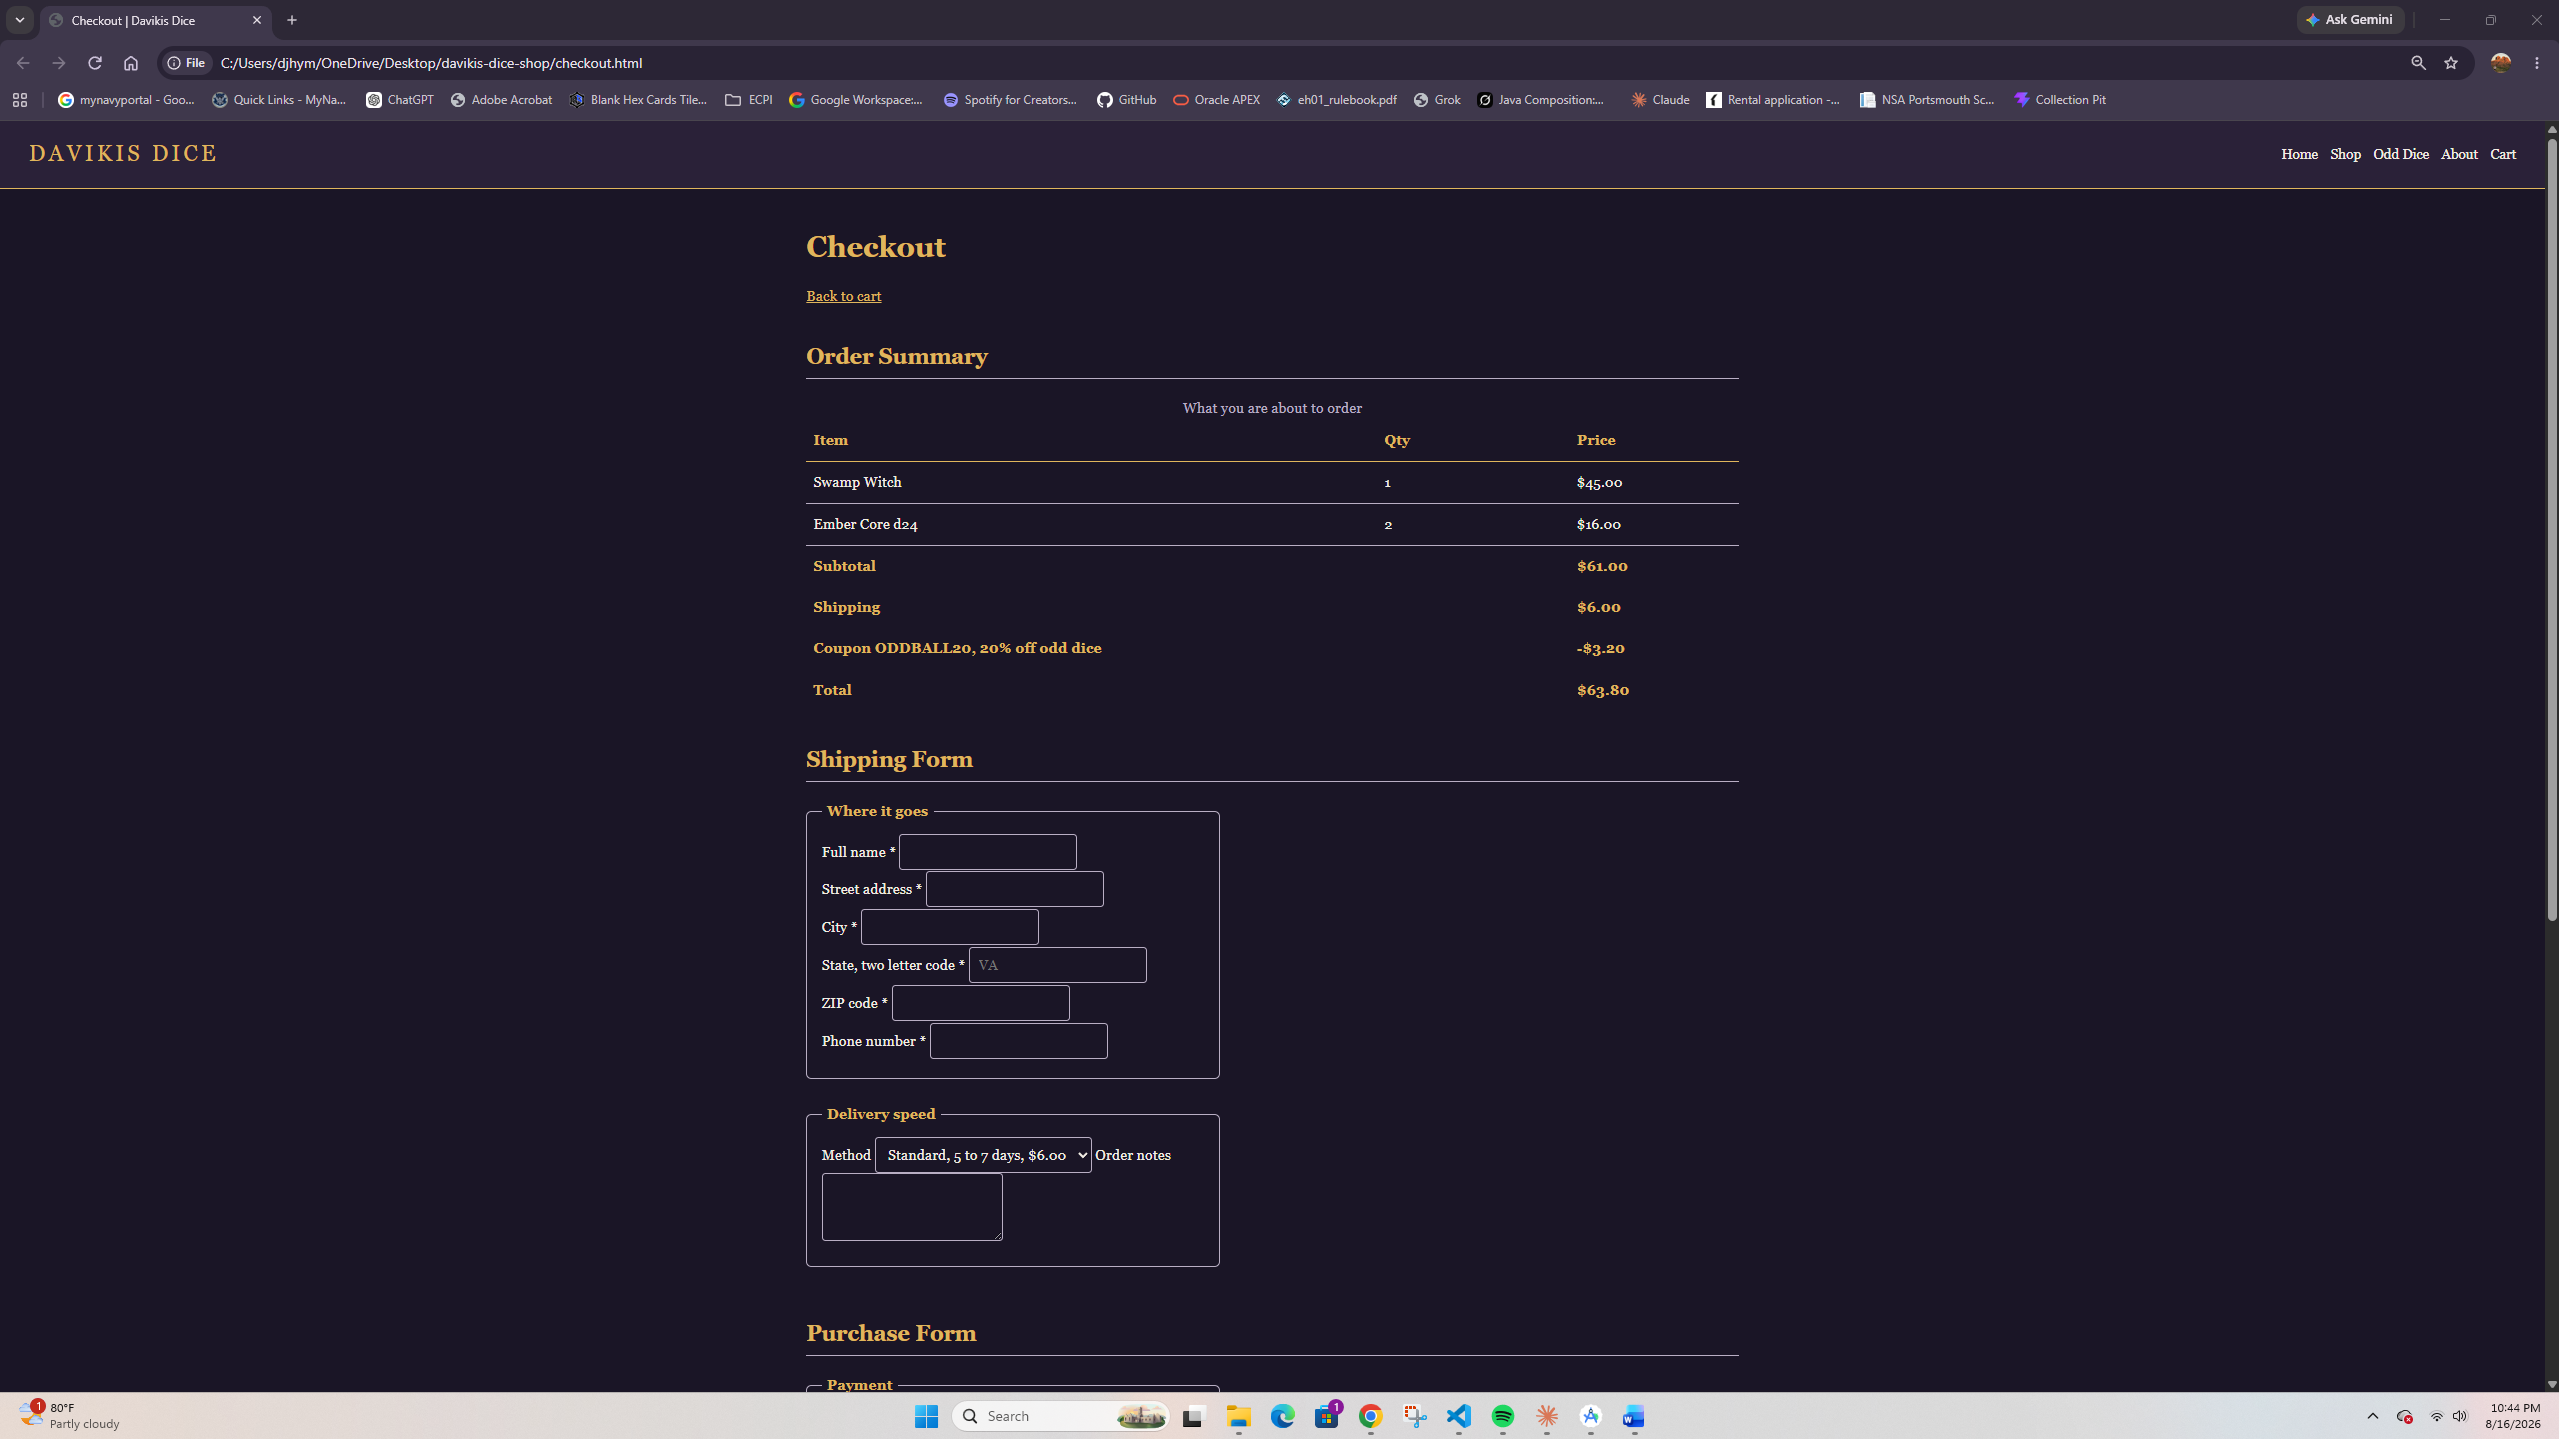 Checkout | Davikis Dice
Ask Gemini
File C:/Users/djhym/OneDrive/Desktop/davikis-dice-shop/checkout.html
mynavyportal - Goo... Quick Links - MyNa... ChatGPT Adobe Acrobat Blank Hex Cards Tile... ECPI Google Workspace:... Spotify for Creators... GitHub Oracle APEX eh01_rulebook.pdf Grok Java Composition:... Claude Rental application -... NSA Portsmouth Sc... Collection Pit
DAVIKIS DICE Home Shop Odd Dice About Cart
Checkout
Back to cart
Order Summary
What you are about to order
Item Qty Price
Swamp Witch 1 $45.00
Ember Core d24 2 $16.00
Subtotal $61.00
Shipping $6.00
Coupon ODDBALL20, 20% off odd dice -$3.20
Total $63.80
Shipping Form
Where it goes
Full name *
Street address *
City *
State, two letter code * VA
ZIP code *
Phone number *
Delivery speed
Method Standard, 5 to 7 days, $6.00 Order notes
Purchase Form
Payment
1 80°F
Partly cloudy
Search
1
W
10:44 PM
8/16/2026